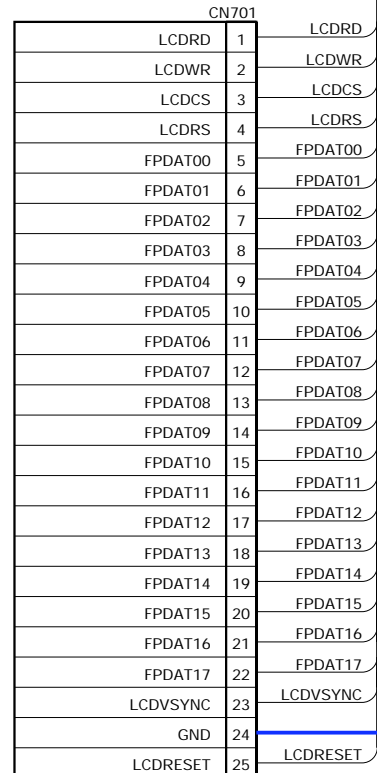 CN701
LCDRD 1 LCDRD
LCDWR 2 LCDWR
LCDCS 3 LCDCS
LCDRS 4 LCDRS
FPDAT00 5 FPDAT00
FPDAT01 6 FPDAT01
FPDAT02 7 FPDAT02
FPDAT03 8 FPDAT03
FPDAT04 9 FPDAT04
FPDAT05 10 FPDAT05
FPDAT06 11 FPDAT06
FPDAT07 12 FPDAT07
FPDAT08 13 FPDAT08
FPDAT09 14 FPDAT09
FPDAT10 15 FPDAT10
FPDAT11 16 FPDAT11
FPDAT12 17 FPDAT12
FPDAT13 18 FPDAT13
FPDAT14 19 FPDAT14
FPDAT15 20 FPDAT15
FPDAT16 21 FPDAT16
FPDAT17 22 FPDAT17
LCDVSYNC 23 LCDVSYNC
GND 24
LCDRESET 25 LCDRESET